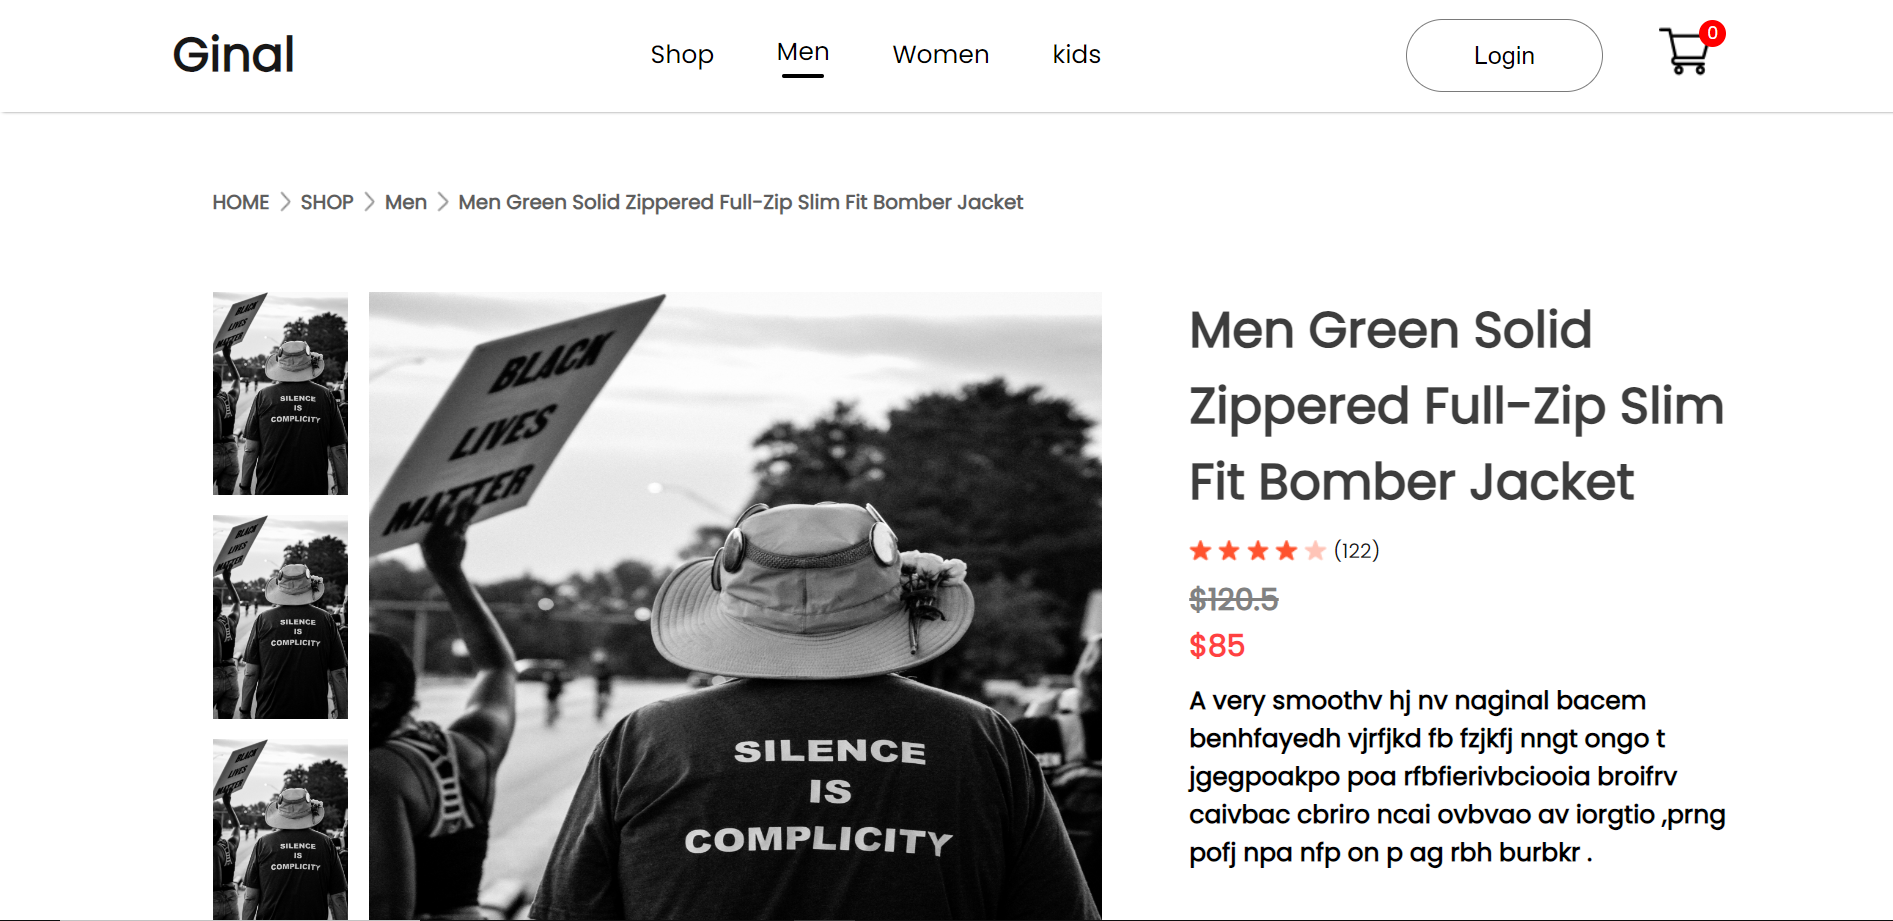 Ginal
Shop Men Women kids
Login
0
HOME SHOP Men Men Green Solid Zippered Full-Zip Slim Fit Bomber Jacket
BLACK
LIVES
MATTER
SILENCE
IS
COMPLICITY
BLACK
LIVES
MATTER
SILENCE
IS
COMPLICITY
BLACK
LIVES
MATTER
SILENCE
IS
COMPLICITY
BLACK
LIVES
MATTER
SILENCE
IS
COMPLICITY
Men Green Solid
Zippered Full-Zip Slim
Fit Bomber Jacket
(122)
$120.5
$85
A very smoothv hj nv naginal bacem
benhfayedh vjrfjkd fb fzjkfj nngt ongo t
jgegpoakpo poa rfbfierivbciooia broifrv
caivbac cbriro ncai ovbvao av iorgtio ,prng
pofj npa nfp on p ag rbh burbkr .